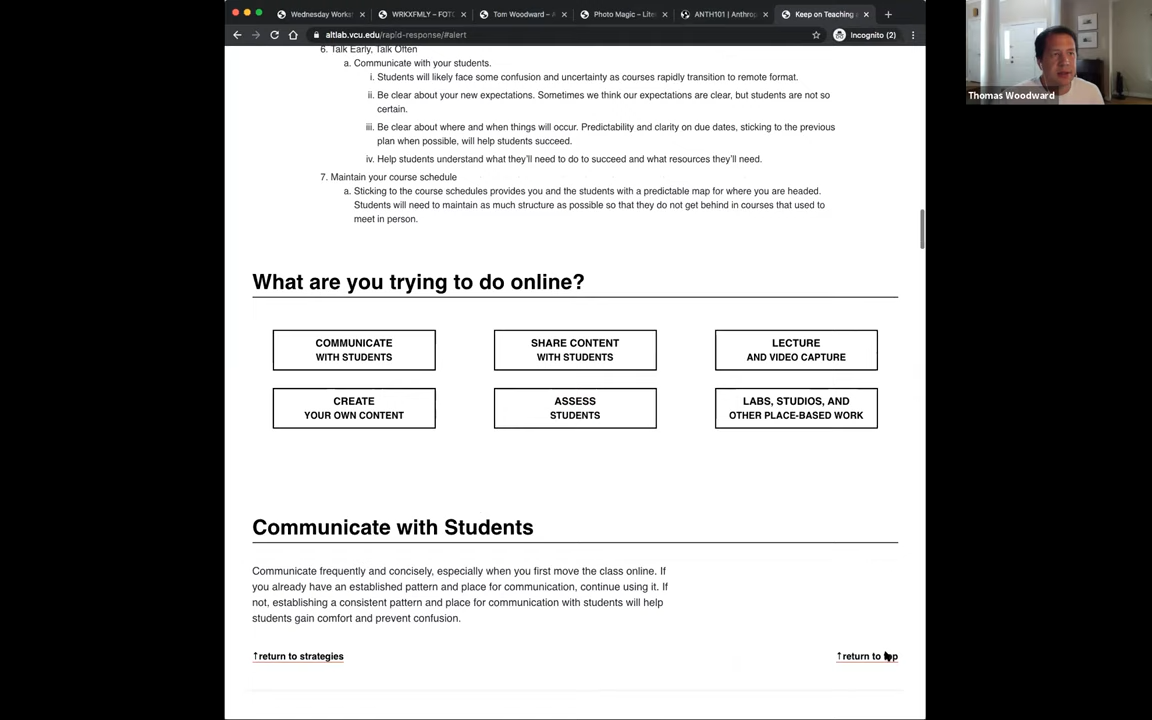 Wednesday Works
WRKXFMLY – FOTO
Tom Woodward – A
Photo Magic – Liter
ANTH101 | Anthrop
Keep on Teaching
altlab.vcu.edu/rapid-response/#alert
Incognito (2)
Thomas Woodward
6. Talk Early, Talk Often
a. Communicate with your students.
i. Students will likely face some confusion and uncertainty as courses rapidly transition to remote format.
ii. Be clear about your new expectations. Sometimes we think our expectations are clear, but students are not so
certain.
iii. Be clear about where and when things will occur. Predictability and clarity on due dates, sticking to the previous
plan when possible, will help students succeed.
iv. Help students understand what they'll need to do to succeed and what resources they'll need.
7. Maintain your course schedule
a. Sticking to the course schedules provides you and the students with a predictable map for where you are headed.
Students will need to maintain as much structure as possible so that they do not get behind in courses that used to
meet in person.
What are you trying to do online?
COMMUNICATE
WITH STUDENTS
SHARE CONTENT
WITH STUDENTS
LECTURE
AND VIDEO CAPTURE
CREATE
YOUR OWN CONTENT
ASSESS
STUDENTS
LABS, STUDIOS, AND
OTHER PLACE-BASED WORK
Communicate with Students
Communicate frequently and concisely, especially when you first move the class online. If
you already have an established pattern and place for communication, continue using it. If
not, establishing a consistent pattern and place for communication with students will help
students gain comfort and prevent confusion.
↑return to strategies
↑return to top